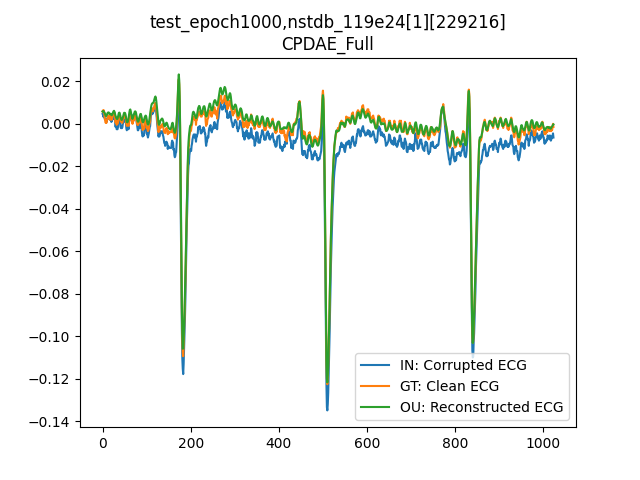 test_epoch1000,nstdb_119e24[1][229216]
CPDAE_Full
0.02
0.00
−0.02
−0.04
−0.06
−0.08
−0.10
−0.12
−0.14
IN: Corrupted ECG
GT: Clean ECG
OU: Reconstructed ECG
0 200 400 600 800 1000